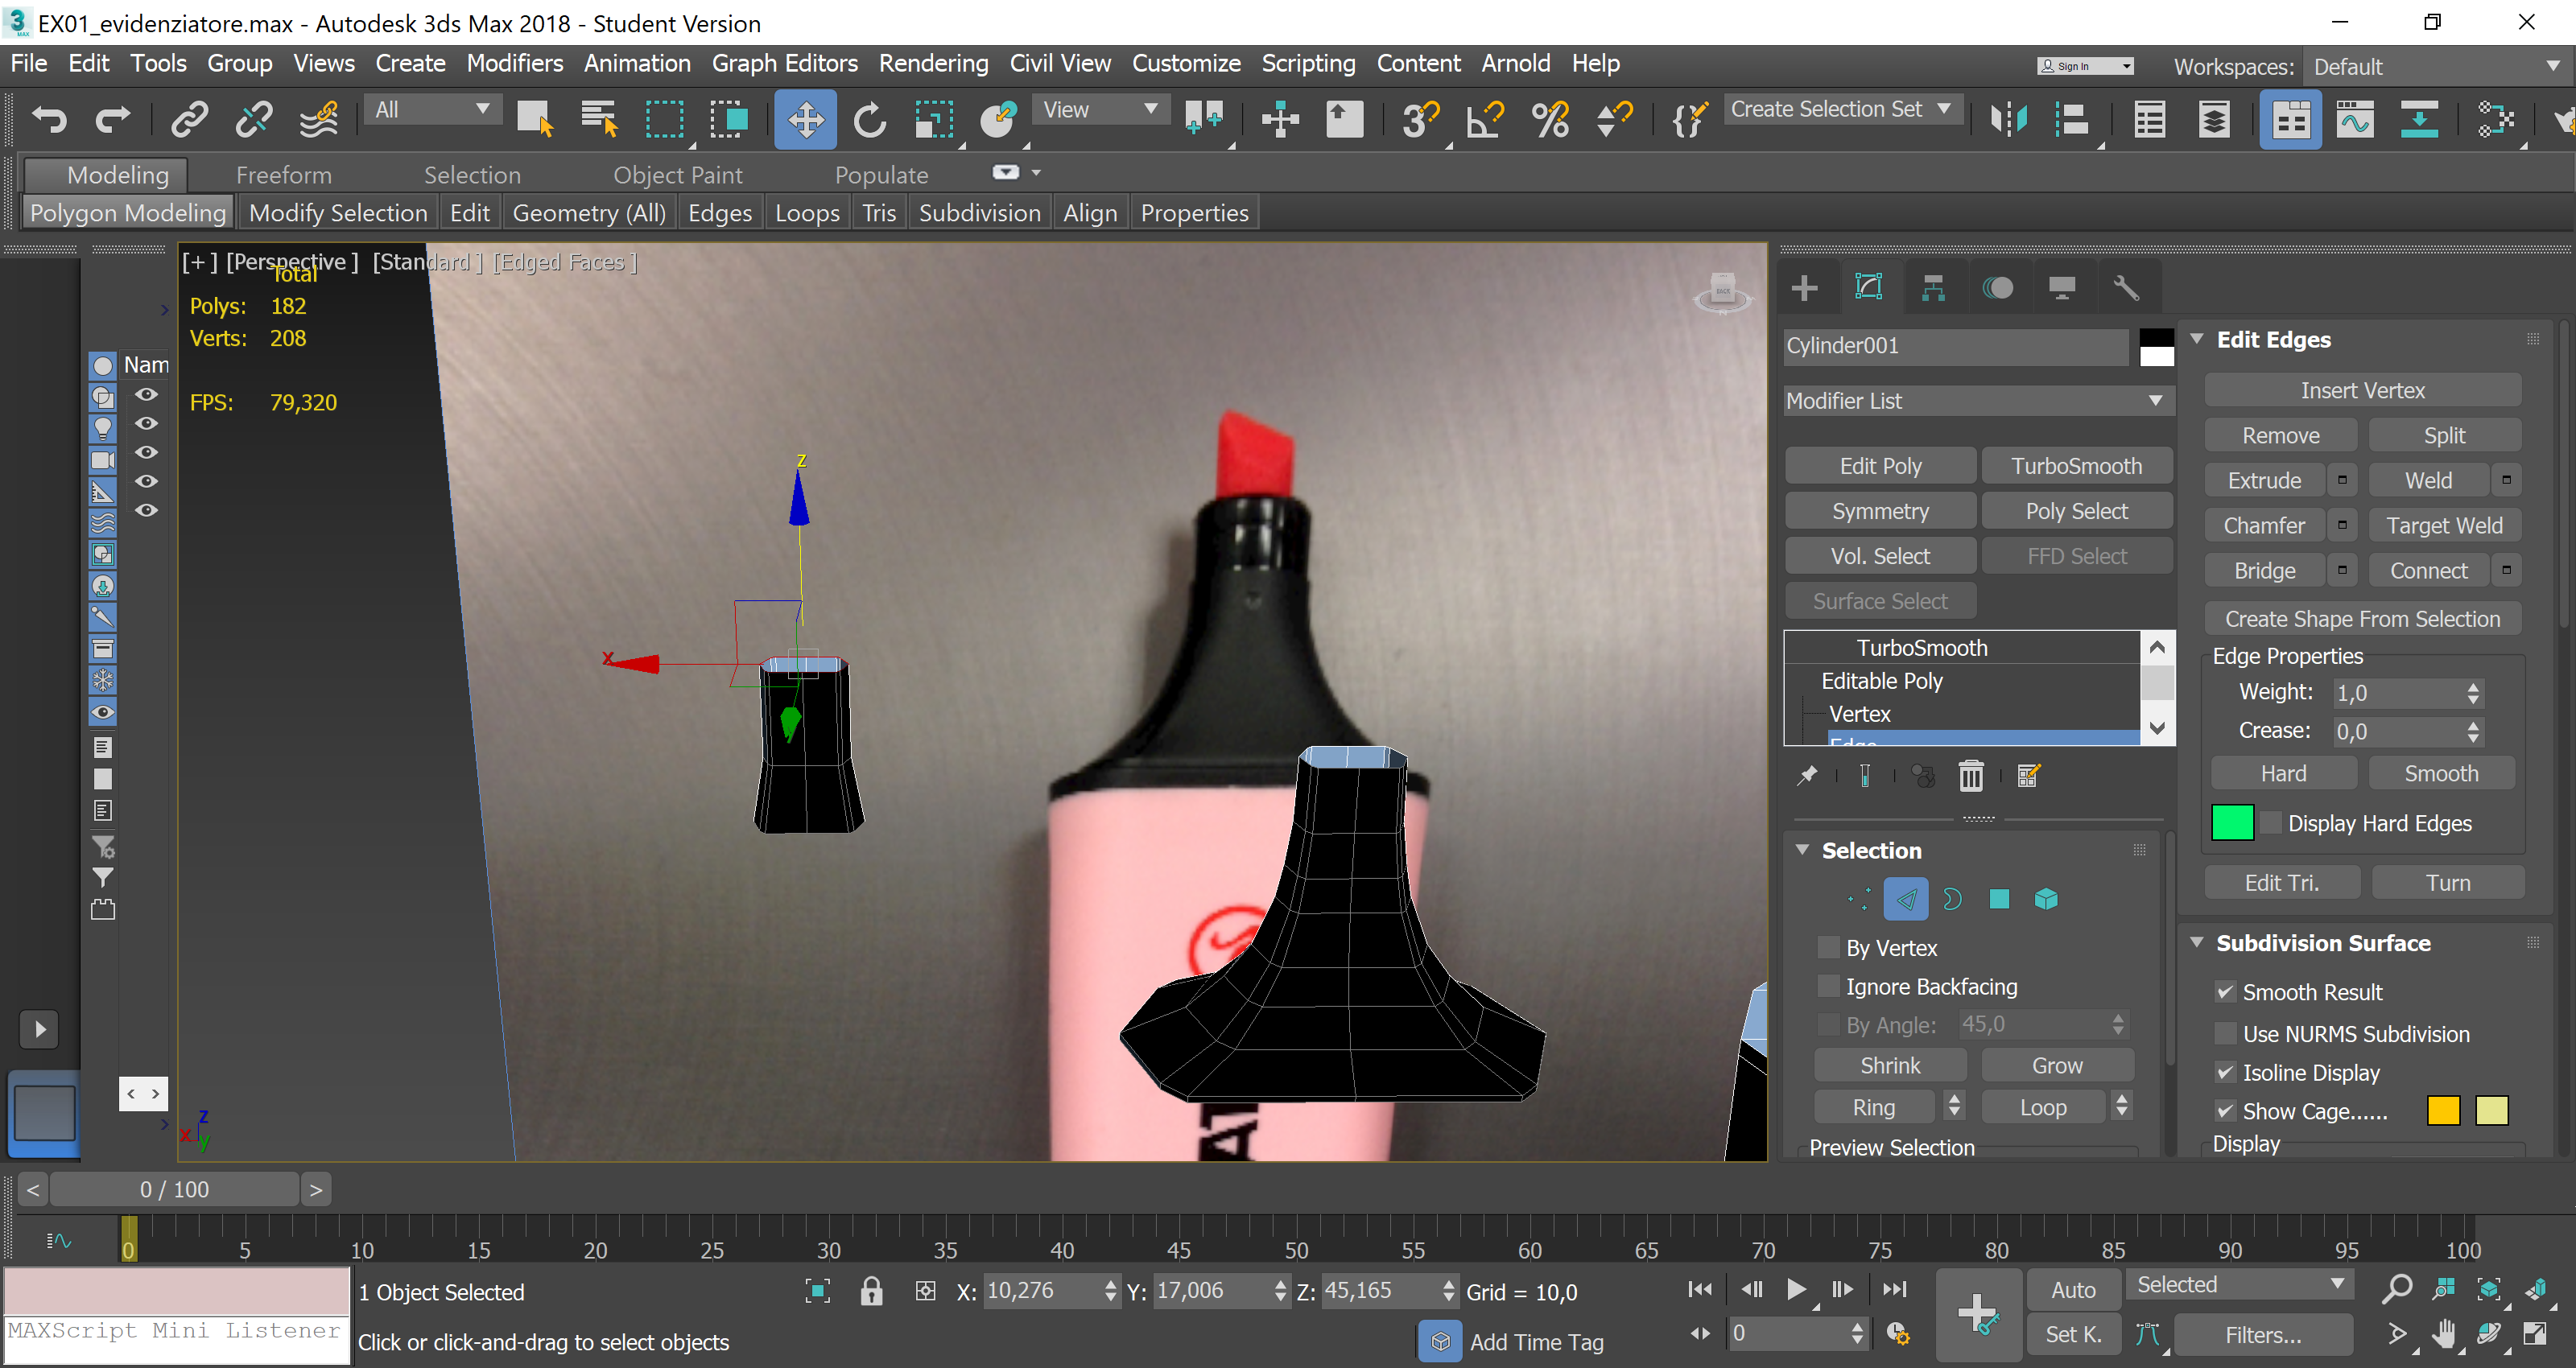 EX01_evidenziatore.max - Autodesk 3ds Max 2018 - Student Version
File Edit Tools Group Views Create Modifiers Animation Graph Editors Rendering Civil View Customize Scripting Content Arnold Help
Sign In
Workspaces: Default
All
View
Create Selection Set
Modeling Freeform Selection Object Paint Populate
Polygon Modeling Modify Selection Edit Geometry (All) Edges Loops Tris Subdivision Align Properties
[+] [Perspective] [Standard] [Edged Faces]
Total
Polys: 182
Verts: 208
FPS: 79,320
Nam
z
x
AT
z
x
y
Cylinder001
Modifier List
Edit Poly TurboSmooth
Symmetry Poly Select
Vol. Select FFD Select
Surface Select
TurboSmooth
Editable Poly
Vertex
Edge
Selection
By Vertex
Ignore Backfacing
By Angle: 45,0
Shrink Grow
Ring Loop
Preview Selection
Edit Edges
Insert Vertex
Remove Split
Extrude Weld
Chamfer Target Weld
Bridge Connect
Create Shape From Selection
Edge Properties
Weight: 1,0
Crease: 0,0
Hard Smooth
Display Hard Edges
Edit Tri. Turn
Subdivision Surface
Smooth Result
Use NURMS Subdivision
Isoline Display
Show Cage......
Display
< 0 / 100 >
0 5 10 15 20 25 30 35 40 45 50 55 60 65 70 75 80 85 90 95 100
1 Object Selected
X: 10,276 Y: 17,006 Z: 45,165 Grid = 10,0
Auto Selected
MAXScript Mini Listener
Click or click-and-drag to select objects
Add Time Tag
0
Set K. Filters...